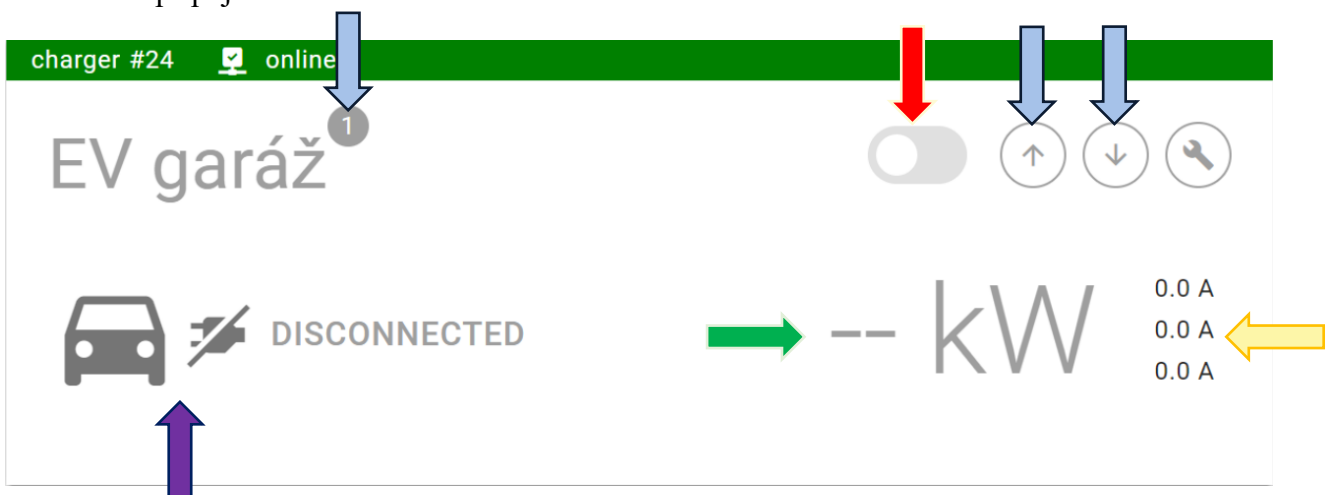 charger #24 online
EV garáž 1
DISCONNECTED
-- kW
0.0 A
0.0 A
0.0 A